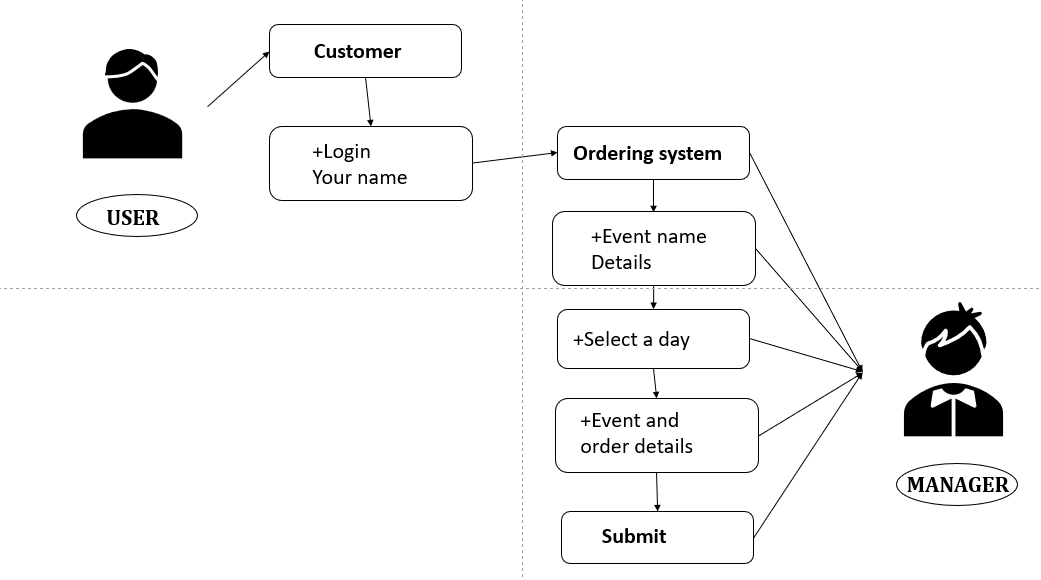 Customer
+Login
Your name
USER
Ordering system
+Event name
Details
+Select a day
+Event and
order details
Submit
MANAGER